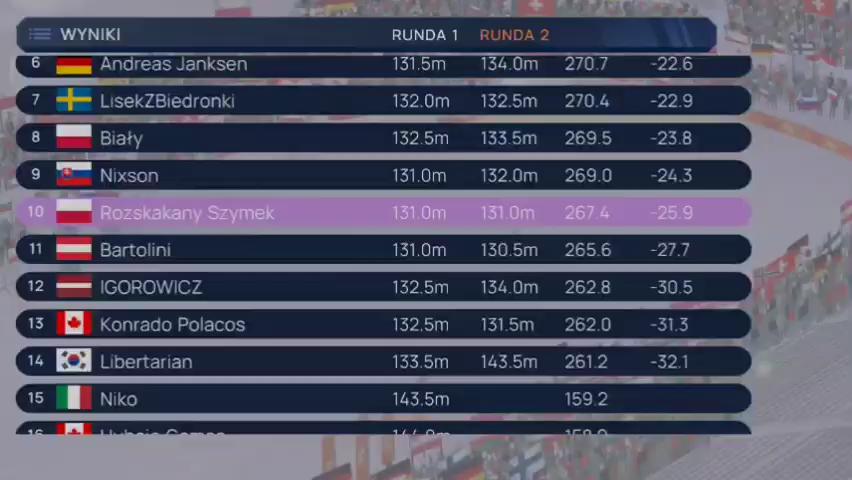 WYNIKI RUNDA 1 RUNDA 2
6 Andreas Janksen 131.5m 134.0m 270.7 -22.6
7 LisekZBiedronki 132.0m 132.5m 270.4 -22.9
8 Biały 132.5m 133.5m 269.5 -23.8
9 Nixson 131.0m 132.0m 269.0 -24.3
10 Rozskakany Szymek 131.0m 131.0m 267.4 -25.9
11 Bartolini 131.0m 130.5m 265.6 -27.7
12 IGOROWICZ 132.5m 134.0m 262.8 -30.5
13 Konrado Polacos 132.5m 131.5m 262.0 -31.3
14 Libertarian 133.5m 143.5m 261.2 -32.1
15 Niko 143.5m 159.2